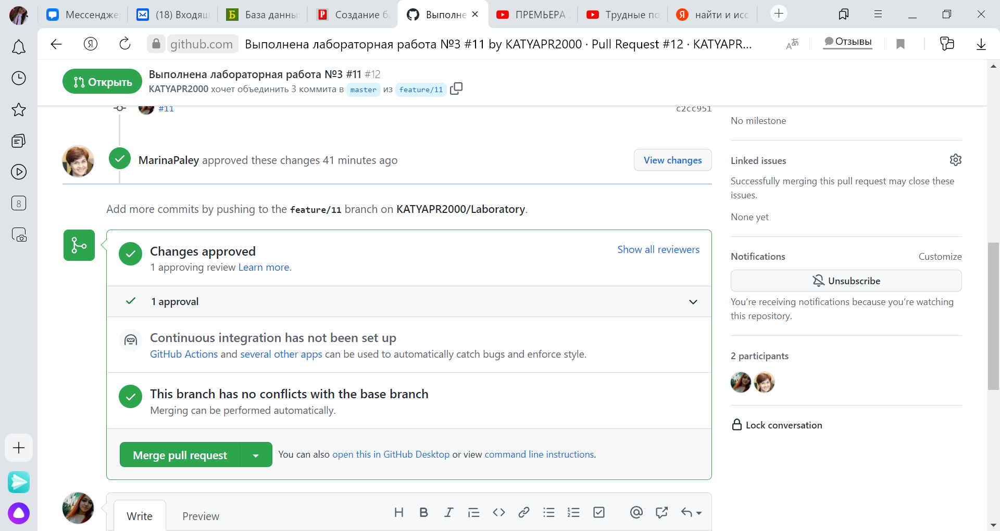 Мессендже
(18) Входящ
База данны
Создание б
Выполне
ПРЕМЬЕРА
Трудные по
найти и исс
github.com
Выполнена лабораторная работа №3 #11 by KATYAPR2000 · Pull Request #12 · KATYAPR...
Отзывы
Открыть
Выполнена лабораторная работа №3 #11 #12
KATYAPR2000 хочет объединить 3 коммита в master из feature/11
8
#11
c2cc951
MarinaPaley approved these changes 41 minutes ago
View changes
Add more commits by pushing to the feature/11 branch on KATYAPR2000/Laboratory.
Changes approved
1 approving review Learn more.
Show all reviewers
1 approval
Continuous integration has not been set up
GitHub Actions and several other apps can be used to automatically catch bugs and enforce style.
This branch has no conflicts with the base branch
Merging can be performed automatically.
Merge pull request
You can also open this in GitHub Desktop or view command line instructions.
Write
Preview
No milestone
Linked issues
Successfully merging this pull request may close these
issues.
None yet
Notifications
Customize
Unsubscribe
You’re receiving notifications because you’re watching
this repository.
2 participants
Lock conversation